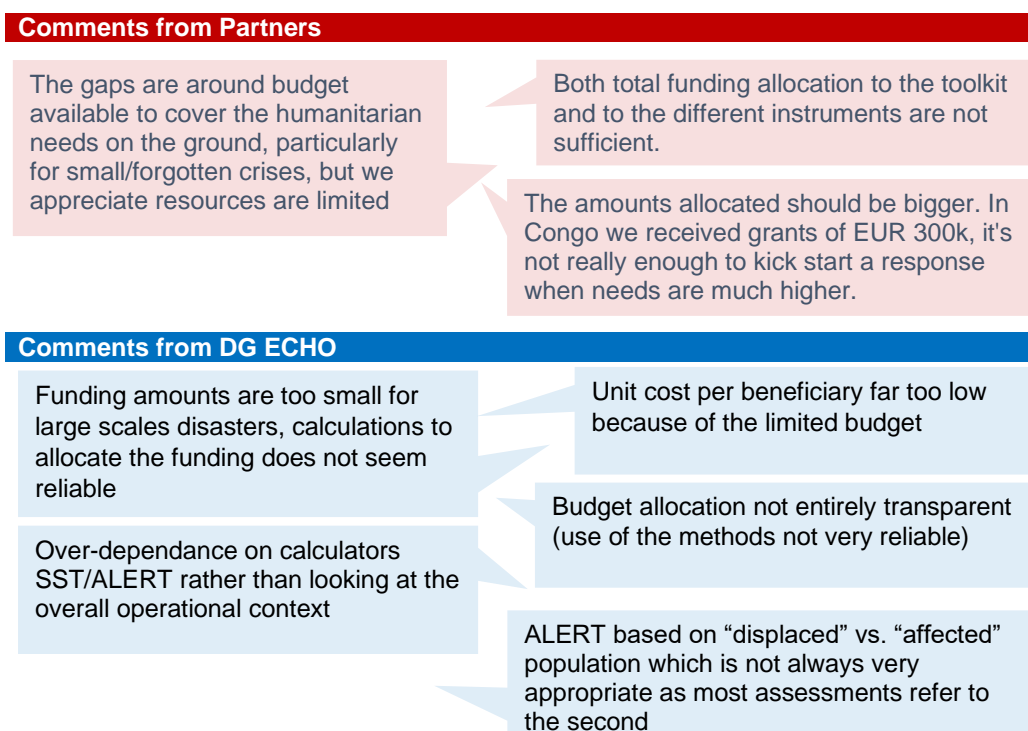 Comments from Partners
The gaps are around budget
available to cover the humanitarian
needs on the ground, particularly
for small/forgotten crises, but we
appreciate resources are limited
Both total funding allocation to the toolkit
and to the different instruments are not
sufficient.
The amounts allocated should be bigger. In
Congo we received grants of EUR 300k, it's
not really enough to kick start a response
when needs are much higher.
Comments from DG ECHO
Funding amounts are too small for
large scales disasters, calculations to
allocate the funding does not seem
reliable
Unit cost per beneficiary far too low
because of the limited budget
Budget allocation not entirely transparent
(use of the methods not very reliable)
Over-dependance on calculators
SST/ALERT rather than looking at the
overall operational context
ALERT based on “displaced” vs. “affected”
population which is not always very
appropriate as most assessments refer to
the second